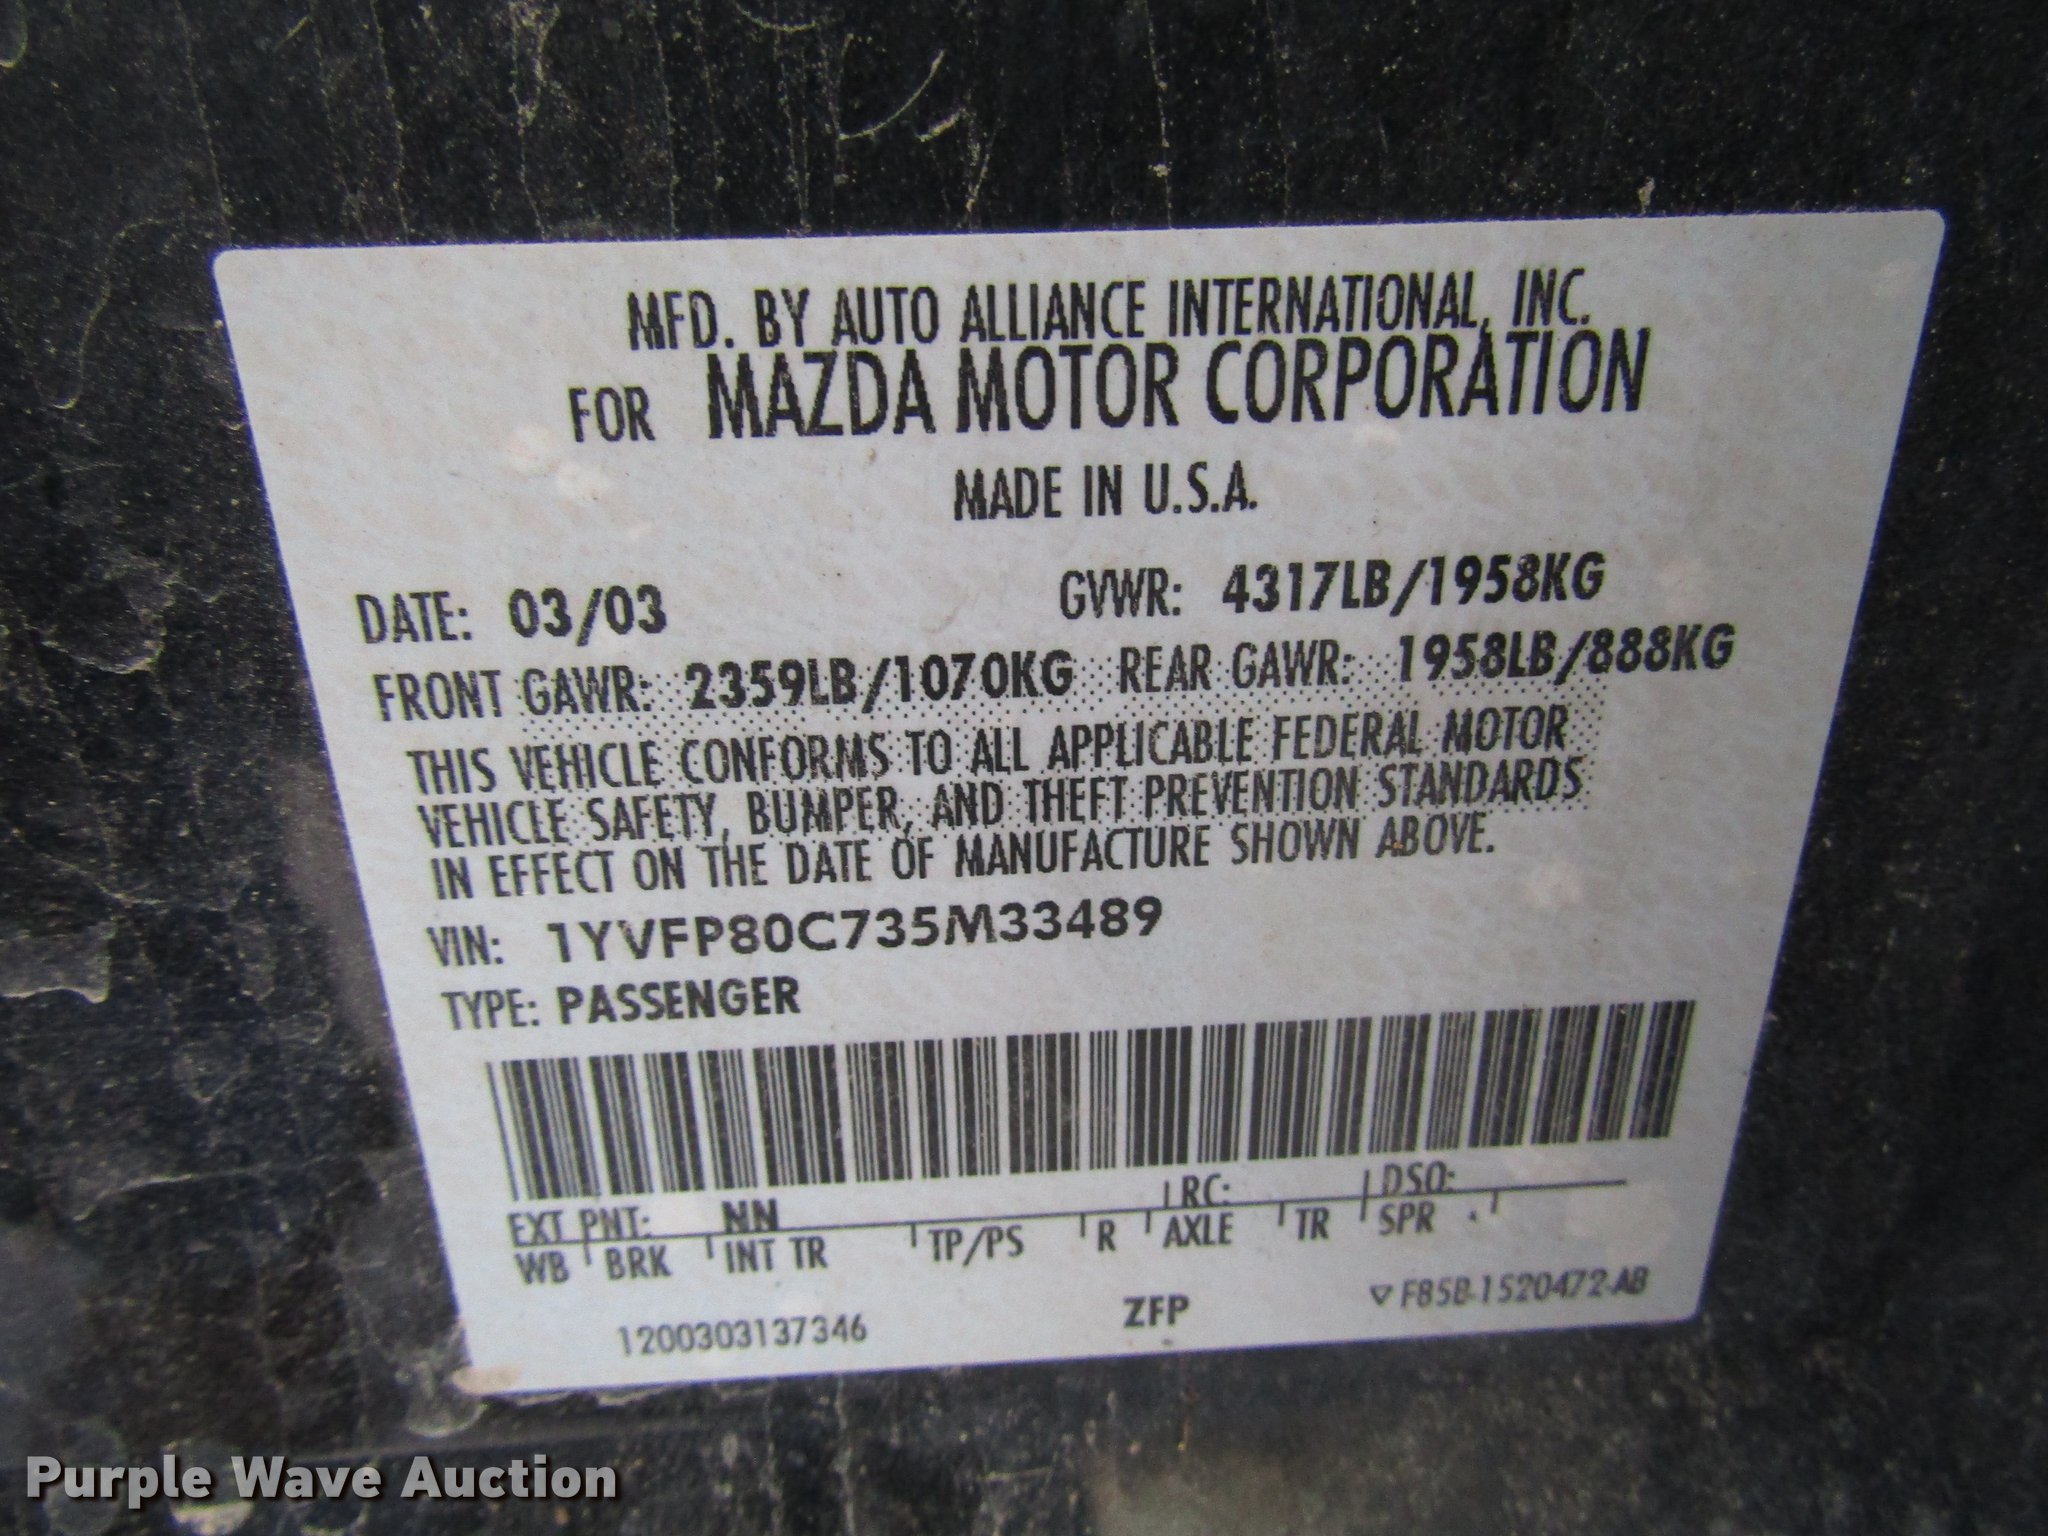 MFD. BY AUTO ALLIANCE INTERNATIONAL, INC.
FOR MAZDA MOTOR CORPORATION
MADE IN U.S.A.
DATE: 03/03 GVWR: 4317LB/1958KG
FRONT GAWR: 2359LB/1070KG REAR GAWR: 1958LB/888KG
THIS VEHICLE CONFORMS TO ALL APPLICABLE FEDERAL MOTOR
VEHICLE SAFETY, BUMPER, AND THEFT PREVENTION STANDARDS
IN EFFECT ON THE DATE OF MANUFACTURE SHOWN ABOVE.
VIN: 1YVFP80C735M33489
TYPE: PASSENGER
EXT PNT: NN RC: DSO:
WB BRK INT TR TP/PS R AXLE TR SPR
1200303137346 ZFP F85B-1520472-AB
Purple Wave Auction